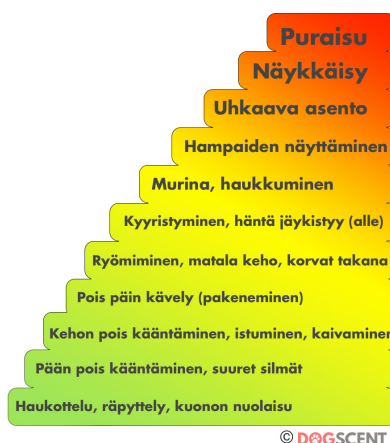 Puraisu
Näykkäisy
Uhkaava asento
Hampaiden näyttäminen
Murina, haukkuminen
Kyyristyminen, häntä jäykistyy (alle)
Ryömiminen, matala keho, korvat takana
Pois päin kävely (pakeneminen)
Kehon pois kääntäminen, istuminen,
Pään pois kääntäminen, suuret silmät
Haukottelu, räpyttely, kuonon nuolaisu
© DOGSCENT